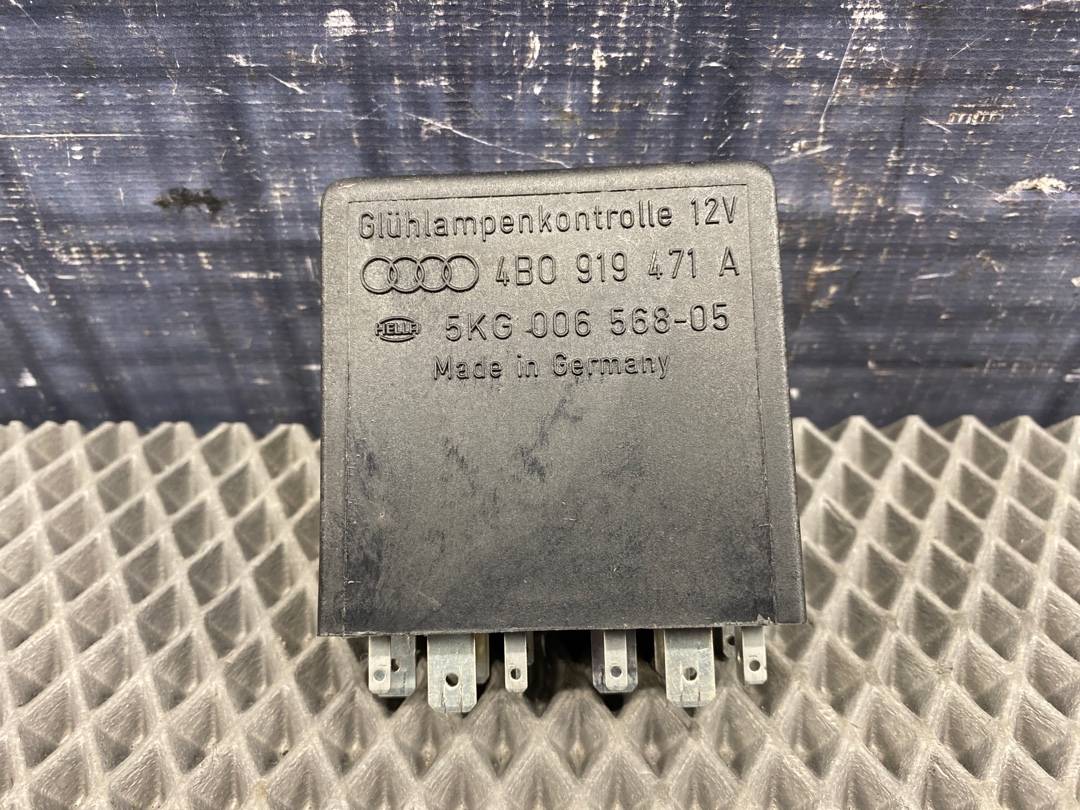 Glühlampenkontrolle 12V
4B0 919 471 A
HELLA 5KG 006 568-05
Made in Germany